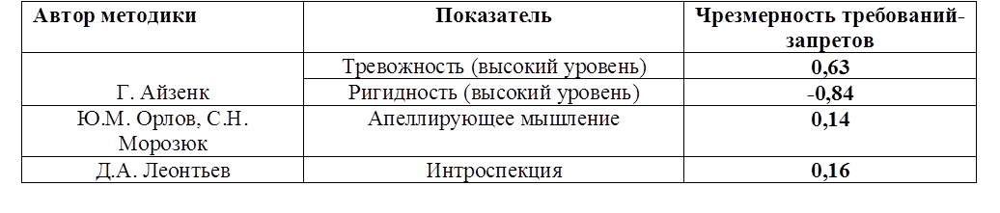 Автор методики Показатель Чрезмерность требований-
запретов
Тревожность (высокий уровень) 0,63
Г. Айзенк Ригидность (высокий уровень) -0,84
Ю.М. Орлов, С.Н. Апеллирующее мышление 0,14
Морозюк
Д.А. Леонтьев Интроспекция 0,16